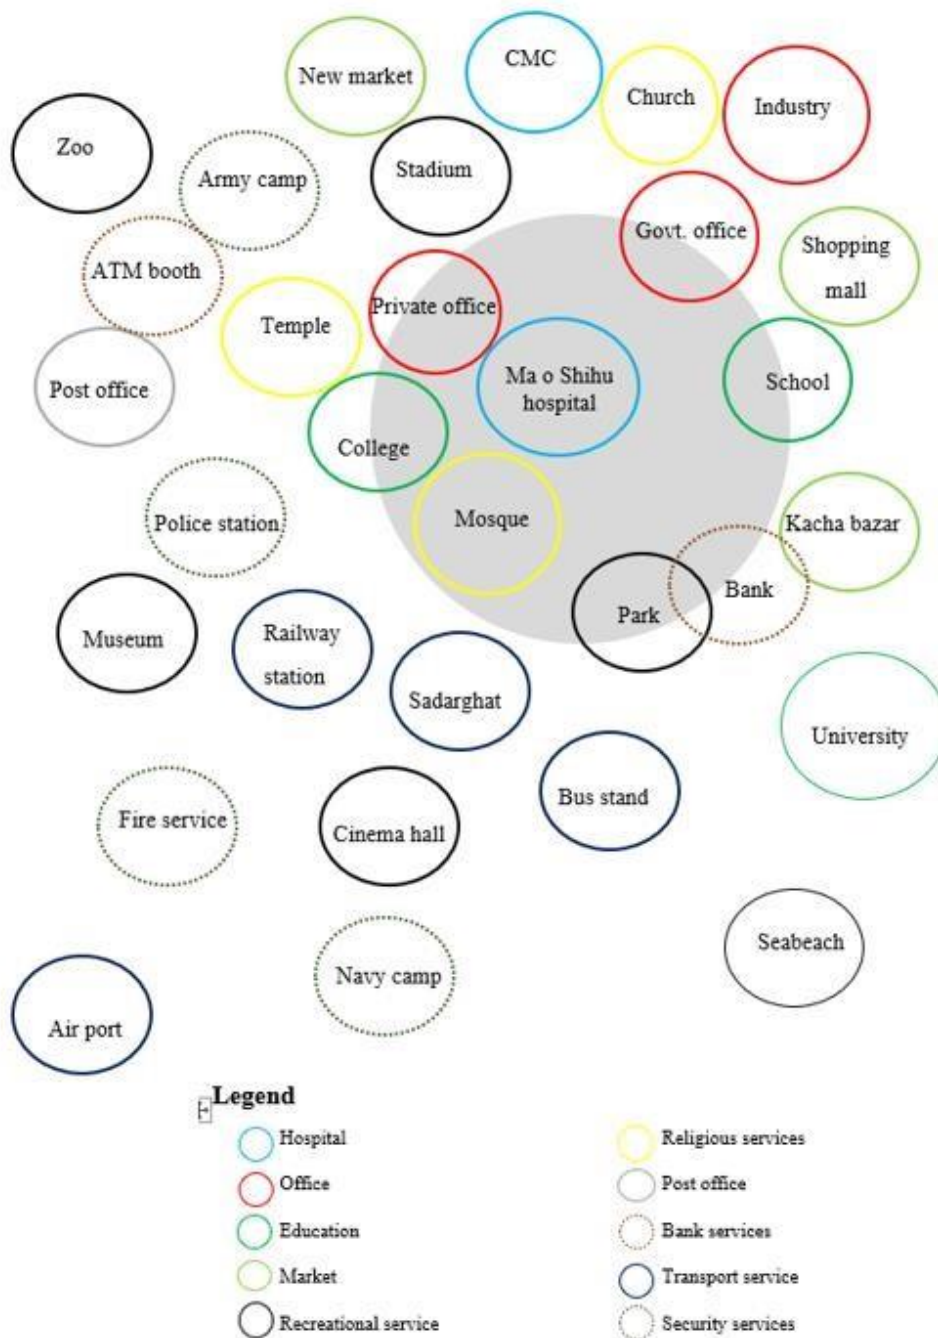 CMC
New market
Church
Industry
Zoo
Stadium
Army camp
Govt. office
Shopping
mall
ATM booth
Private office
Temple
Ma o Shihu
hospital
School
Post office
College
Mosque
Kacha bazar
Police station
Bank
Park
Museum
Railway
station
Sadarghat
University
Bus stand
Fire service
Cinema hall
Seabeach
Navy camp
Air port
Legend
Hospital
Religious services
Office
Post office
Education
Bank services
Market
Transport service
Recreational service
Security services